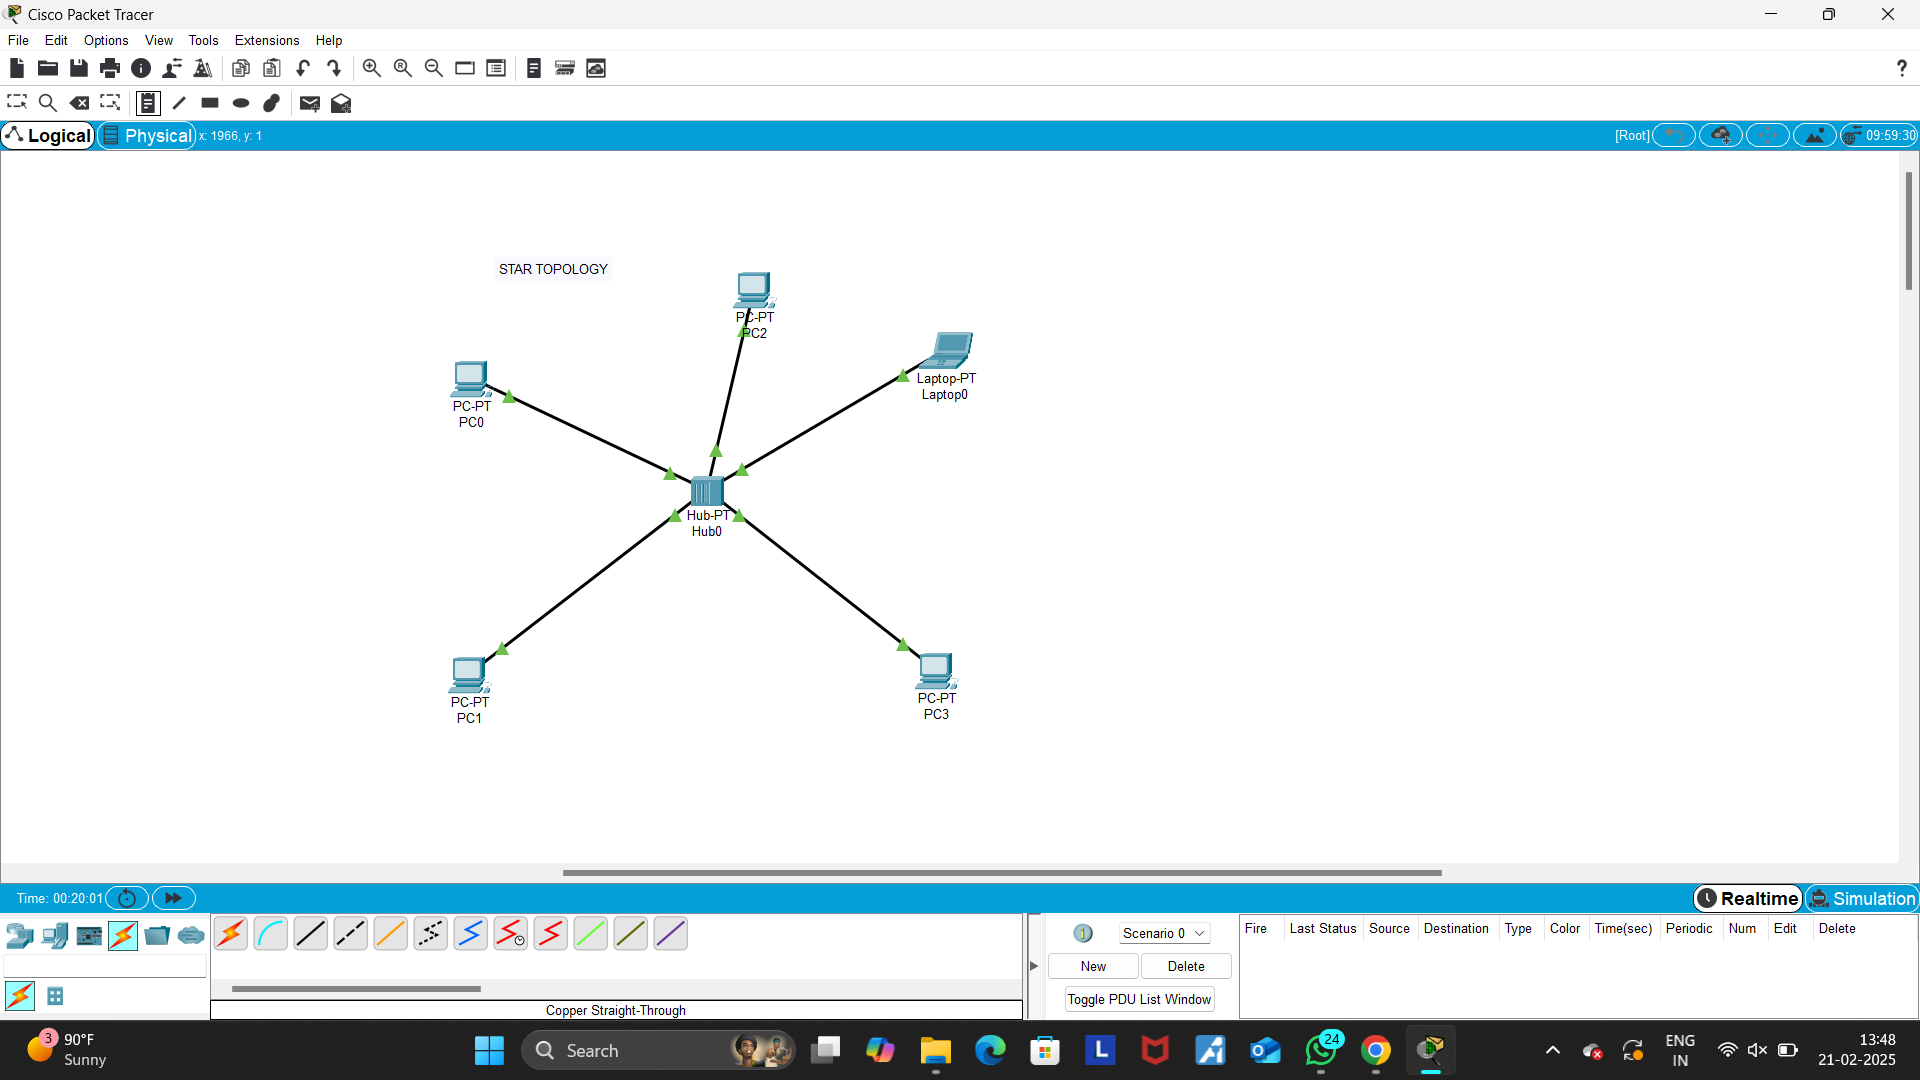 Cisco Packet Tracer
File Edit Options View Tools Extensions Help
?
Logical Physical x: 1966, y: 1 [Root] 09:59:30
STAR TOPOLOGY
PC-PT
PC2
Laptop-PT
Laptop0
PC-PT
PC0
Hub-PT
Hub0
PC-PT
PC1
PC-PT
PC3
Time: 00:20:01 Realtime Simulation
Scenario 0
New Delete
Toggle PDU List Window
Fire Last Status Source Destination Type Color Time(sec) Periodic Num Edit Delete
Copper Straight-Through
3
90°F
Sunny
Search
L
24
ENG
IN
13:48
21-02-2025